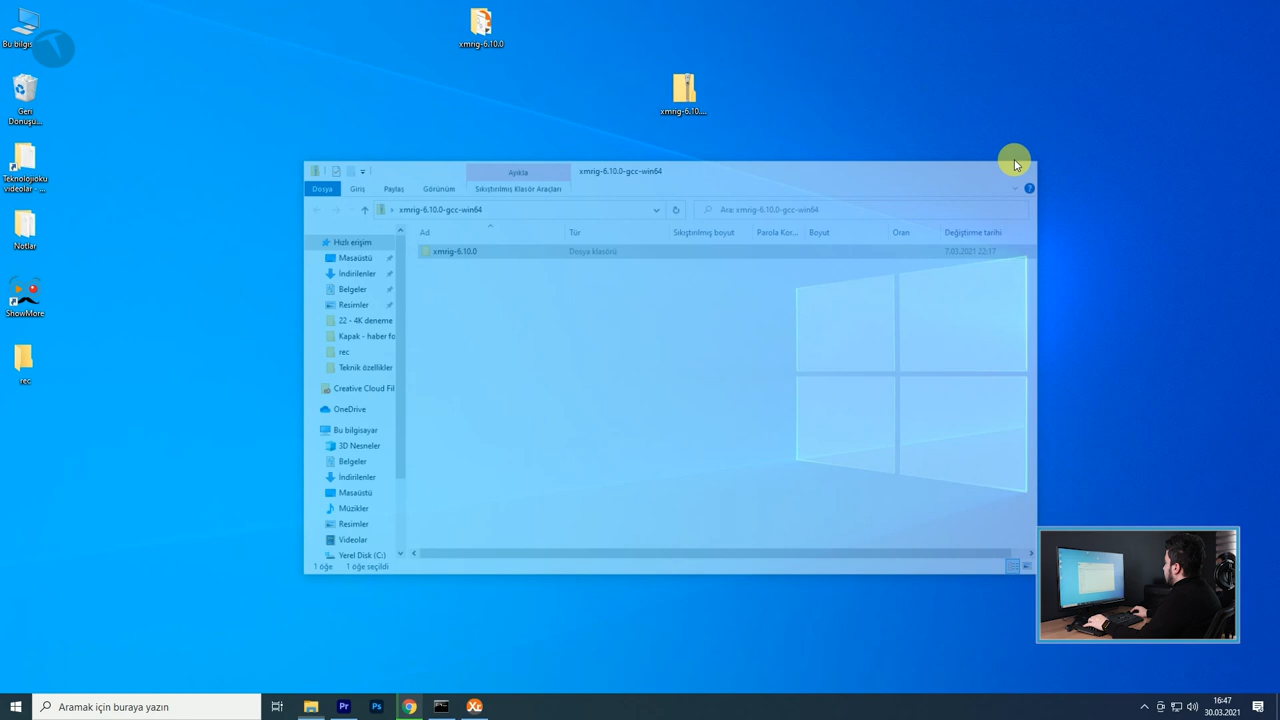 xmrig-6.10.0
Bu bilgis
xmrig-6.10....
Geri
Dönüşü...
Teknolojioku
videolar - ...
Notlar
ShowMore
rec
Ayıkla
xmrig-6.10.0-gcc-win64
Dosya
Giriş
Paylaş
Görünüm
Sıkıştırılmış Klasör Araçları
xmrig-6.10.0-gcc-win64
Ara: xmrig-6.10.0-gcc-win64
Ad
Tür
Sıkıştırılmış boyut
Parola Kor...
Boyut
Oran
Değiştirme tarihi
xmrig-6.10.0
Dosya klasörü
7.03.2021 22:17
Hızlı erişim
Masaüstü
İndirilenler
Belgeler
Resimler
22 - 4K deneme
Kapak - haber fo
rec
Teknik özellikler
Creative Cloud Fil
OneDrive
Bu bilgisayar
3D Nesneler
Belgeler
İndirilenler
Masaüstü
Müzikler
Resimler
Videolar
Yerel Disk (C:)
1 öğe
1 öğe seçildi
Aramak için buraya yazın
Pr
Ps
Xr
16:47
30.03.2021